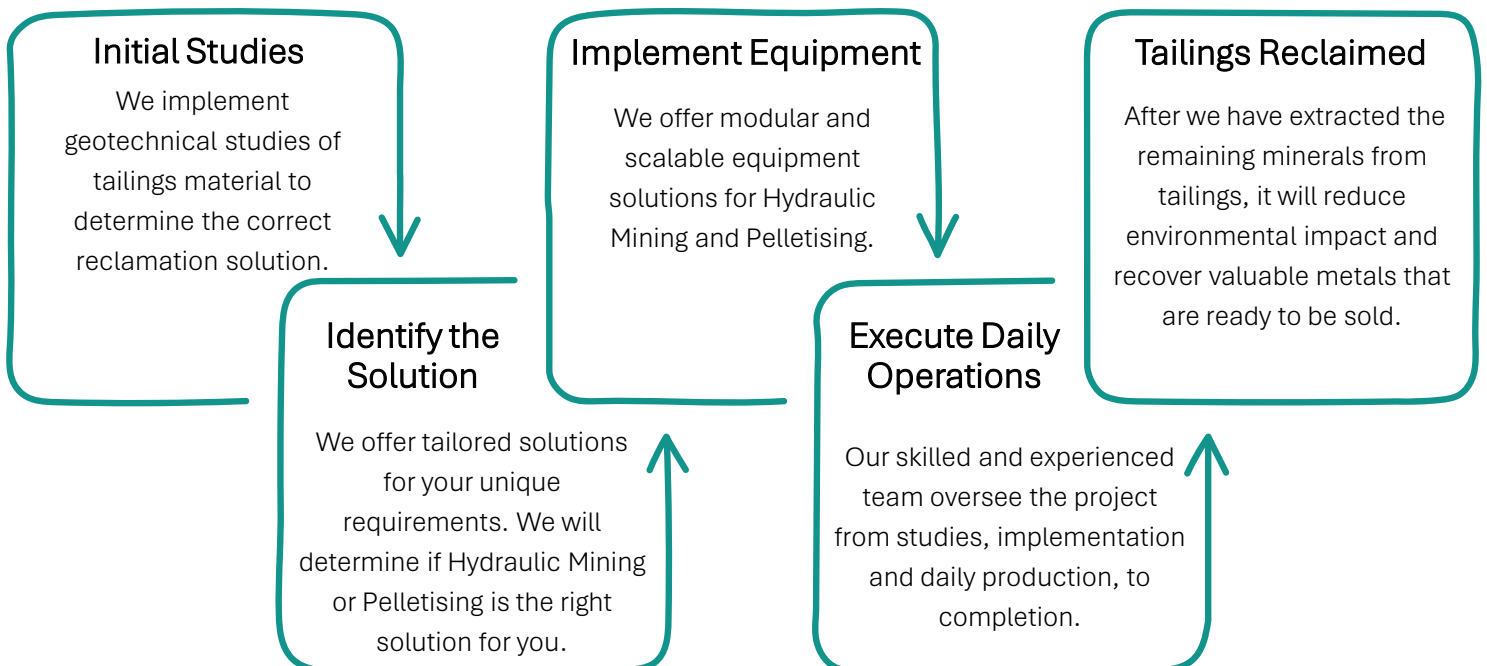 Initial Studies
We implement
geotechnical studies of
tailings material to
determine the correct
reclamation solution.
Identify the
Solution
We offer tailored solutions
for your unique
requirements. We will
determine if Hydraulic Mining
or Pelletising is the right
solution for you.
Implement Equipment
We offer modular and
scalable equipment
solutions for Hydraulic
Mining and Pelletising.
Execute Daily
Operations
Our skilled and experienced
team oversee the project
from studies, implementation
and daily production, to
completion.
Tailings Reclaimed
After we have extracted the
remaining minerals from
tailings, it will reduce
environmental impact and
recover valuable metals that
are ready to be sold.